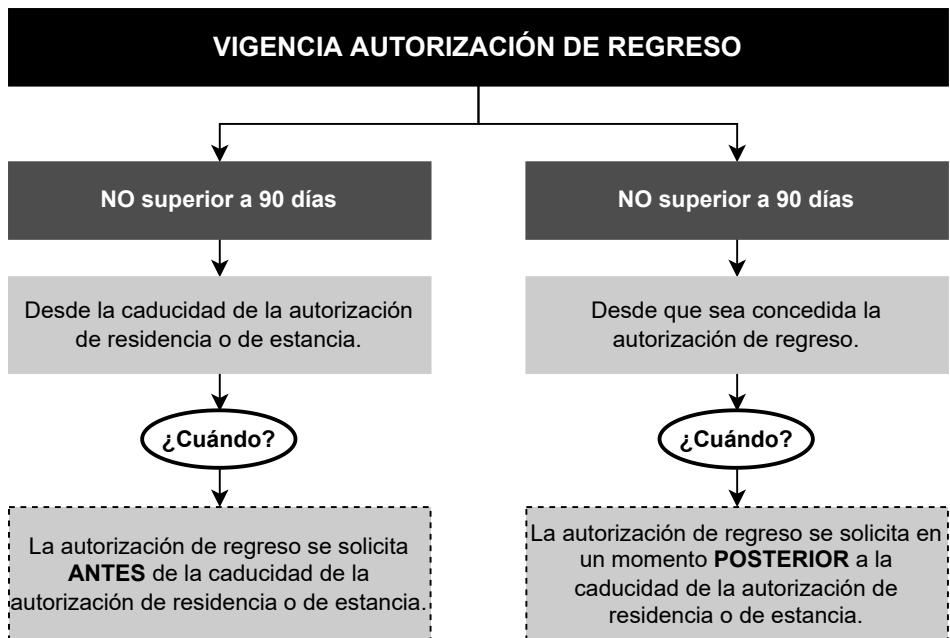 VIGENCIA AUTORIZACIÓN DE REGRESO
NO superior a 90 días
NO superior a 90 días
Desde la caducidad de la autorización
de residencia o de estancia.
Desde que sea concedida la
autorización de regreso.
¿Cuándo?
¿Cuándo?
La autorización de regreso se solicita
ANTES de la caducidad de la
autorización de residencia o de estancia.
La autorización de regreso se solicita en
un momento POSTERIOR a la
caducidad de la autorización de
residencia o de estancia.